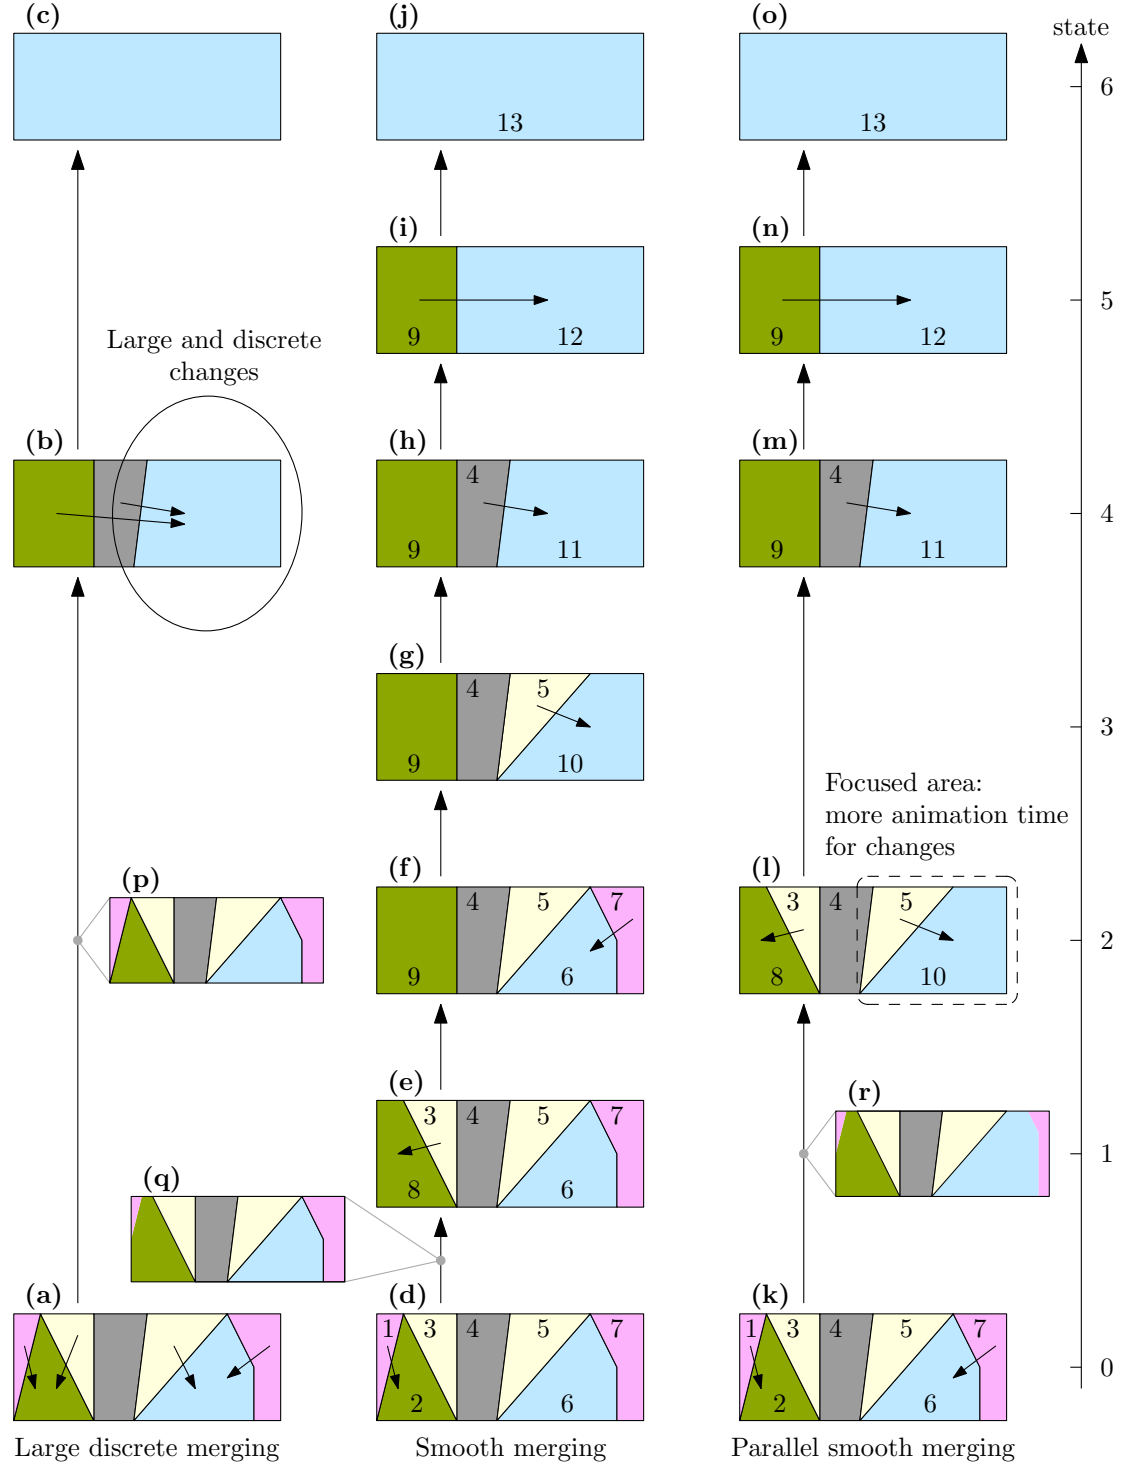 (c)
(j)
(o)
state
6
13
13
(i)
(n)
5
9
12
9
12
Large and discrete
changes
(b)
(h)
(m)
4
4
4
9
11
9
11
(g)
4
5
3
9
10
Focused area:
more animation time
for changes
(p)
(f)
(l)
4
5
7
3
4
5
2
9
6
8
10
(e)
(r)
3
4
5
7
1
8
6
(q)
(a)
(d)
(k)
1
3
4
5
7
1
3
4
5
7
0
2
6
2
6
Large discrete merging
Smooth merging
Parallel smooth merging